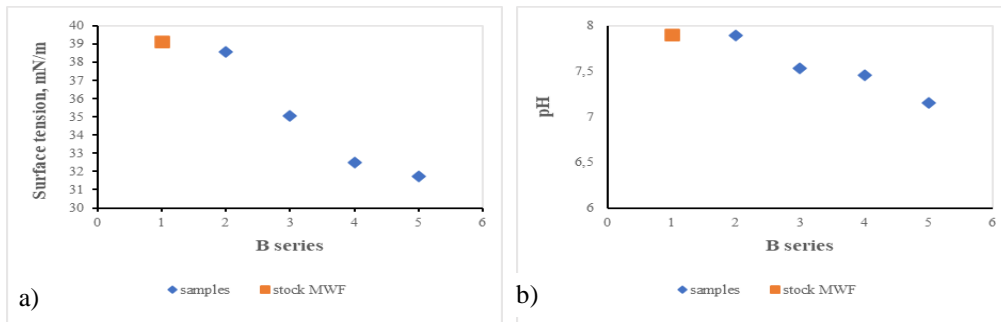 40
39
38
37
36
35
34
33
32
31
30
Surface tension, mN/m
0 1 2 3 4 5 6
B series
samples stock MWF
a)
8
7,5
7
6,5
6
pH
0 1 2 3 4 5 6
B series
samples stock MWF
b)